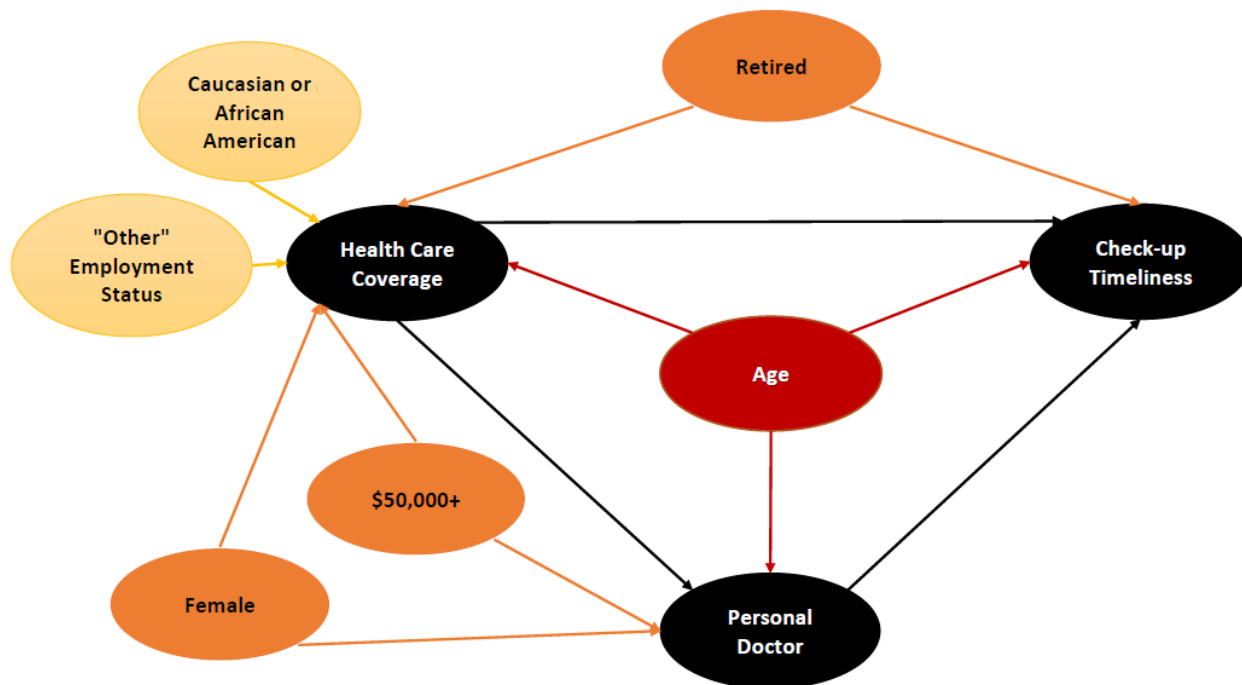 Retired
Caucasian or
African
American
"Other"
Employment
Status
Health Care
Coverage
Check-up
Timeliness
Age
$50,000+
Female
Personal
Doctor